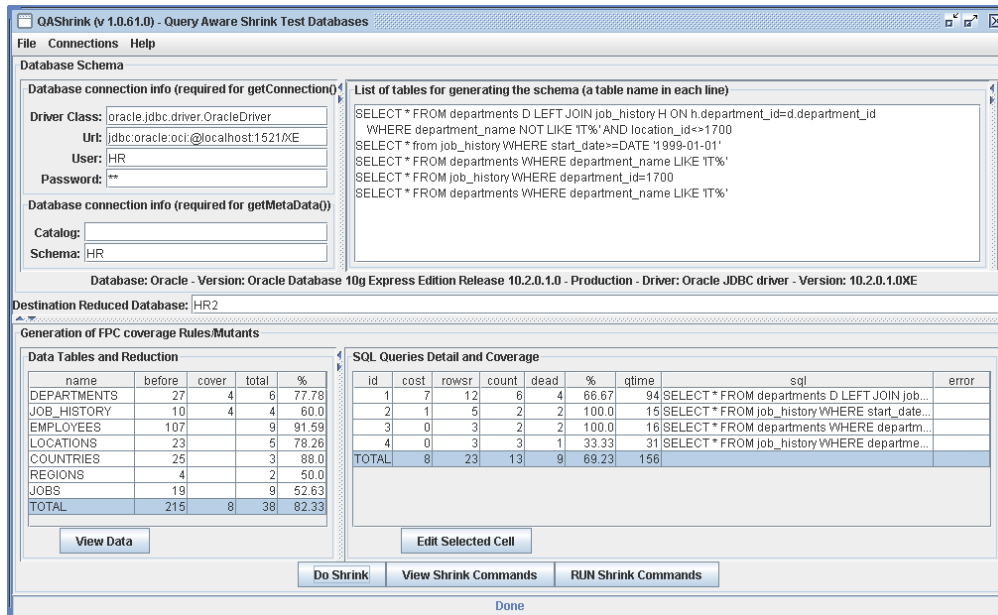 QAShrink (v 1.0.61.0) - Query Aware Shrink Test Databases
File Connections Help
Database Schema
Database connection info (required for getConnection()
Driver Class: oracle.jdbc.driver.OracleDriver
Url: jdbc:oracle:oci:@localhost:1521/XE
User: HR
Password: **
Database connection info (required for getMetaData())
Catalog:
Schema: HR
List of tables for generating the schema (a table name in each line)
SELECT * FROM departments D LEFT JOIN job_history H ON h.department_id=d.department_id
WHERE department_name NOT LIKE 'IT%' AND location_id<>1700
SELECT * from job_history WHERE start_date>=DATE '1999-01-01'
SELECT * FROM departments WHERE department_name LIKE 'IT%'
SELECT * FROM job_history WHERE department_id=1700
SELECT * FROM departments WHERE department_name LIKE 'IT%'
Database: Oracle - Version: Oracle Database 10g Express Edition Release 10.2.0.1.0 - Production - Driver: Oracle JDBC driver - Version: 10.2.0.1.0XE
Destination Reduced Database: HR2
Generation of FPC coverage Rules/Mutants
Data Tables and Reduction
name before cover total %
DEPARTMENTS 27 4 6 77.78
JOB_HISTORY 10 4 4 60.0
EMPLOYEES 107 9 91.59
LOCATIONS 23 5 78.26
COUNTRIES 25 3 88.0
REGIONS 4 2 50.0
JOBS 19 9 52.63
TOTAL 215 8 38 82.33
View Data
SQL Queries Detail and Coverage
id cost rowsr count dead % qtime sql error
1 7 12 6 4 66.67 94 SELECT * FROM departments D LEFT JOIN job...
2 1 5 2 2 100.0 15 SELECT * FROM job_history WHERE start_date...
3 0 3 2 2 100.0 16 SELECT * FROM departments WHERE departm...
4 0 3 3 1 33.33 31 SELECT * FROM job_history WHERE departme...
TOTAL 8 23 13 9 69.23 156
Edit Selected Cell
Do Shrink View Shrink Commands RUN Shrink Commands
Done